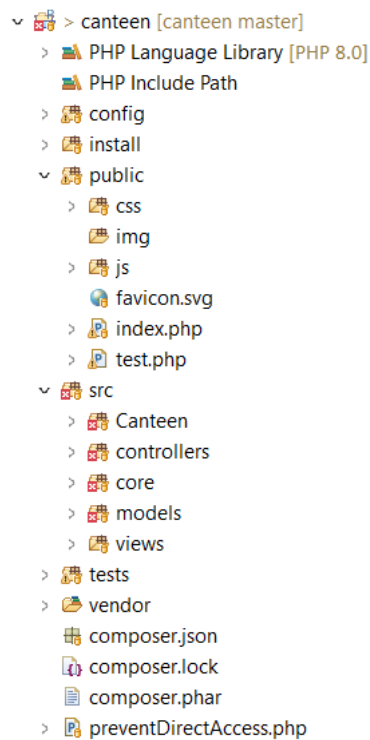 > canteen [canteen master]
PHP Language Library [PHP 8.0]
PHP Include Path
config
install
public
css
img
js
favicon.svg
index.php
test.php
src
Canteen
controllers
core
models
views
tests
vendor
composer.json
composer.lock
composer.phar
preventDirectAccess.php